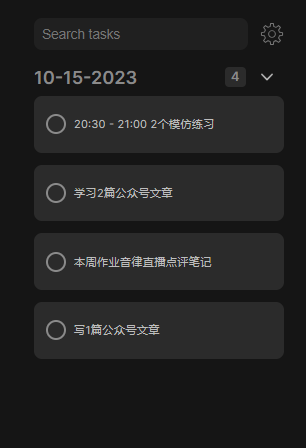 Search tasks
10-15-2023
4
20:30 - 21:00 2个模仿练习
学习2篇公众号文章
本周作业音律直播点评笔记
写1篇公众号文章